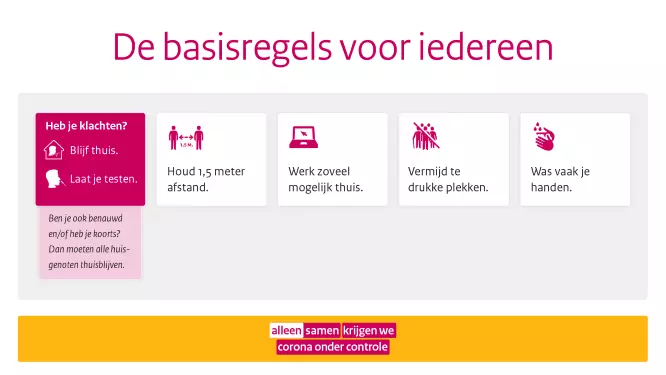 De basisregels voor iedereen
Heb je klachten?
Blijf thuis.
Laat je testen.
Ben je ook benauwd
en/of heb je koorts?
Dan moeten alle huis-
genoten thuisblijven.
1,5 M.
Houd 1,5 meter
afstand.
Werk zoveel
mogelijk thuis.
Vermijd te
drukke plekken.
Was vaak je
handen.
alleen samen krijgen we
corona onder controle